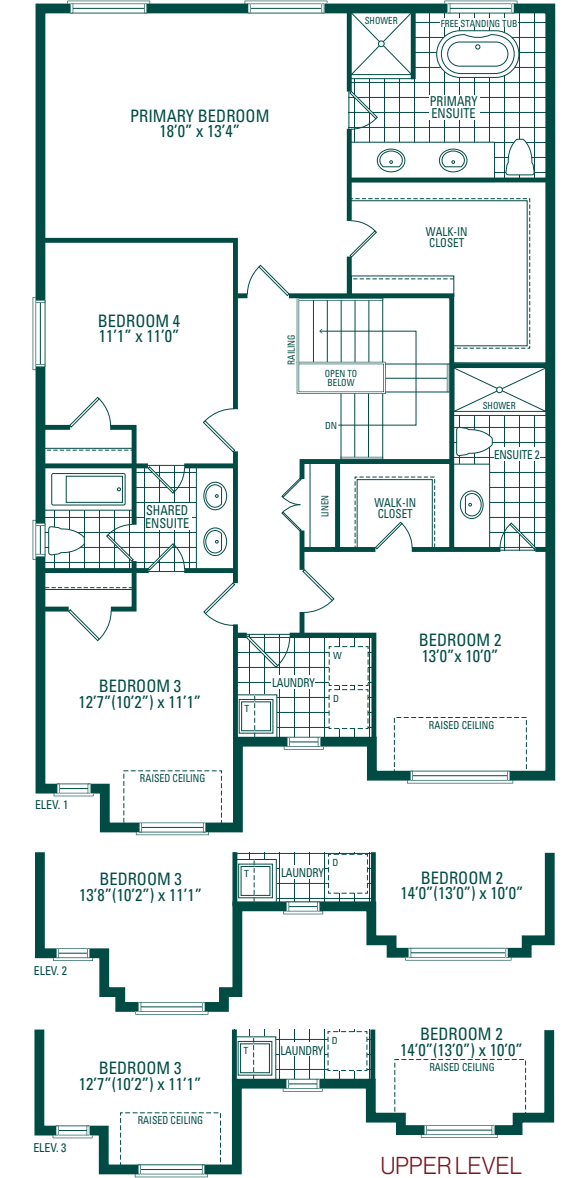 SHOWER
FREE STANDING TUB
PRIMARY BEDROOM
18'0" x 13'4"
PRIMARY
ENSUITE
WALK-IN
CLOSET
BEDROOM 4
11'1" x 11'0"
RAILING
OPEN TO
BELOW
DN
SHOWER
ENSUITE 2
SHARED
ENSUITE
LINEN
WALK-IN
CLOSET
BEDROOM 2
13'0" x 10'0"
W
LAUNDRY
D
T
BEDROOM 3
12'7"(10'2") x 11'1"
RAISED CEILING
RAISED CEILING
ELEV. 1
BEDROOM 3
13'8"(10'2") x 11'1"
T
LAUNDRY
D
BEDROOM 2
14'0"(13'0") x 10'0"
ELEV. 2
BEDROOM 3
12'7"(10'2") x 11'1"
T
LAUNDRY
D
BEDROOM 2
14'0"(13'0") x 10'0"
RAISED CEILING
RAISED CEILING
ELEV. 3
UPPER LEVEL